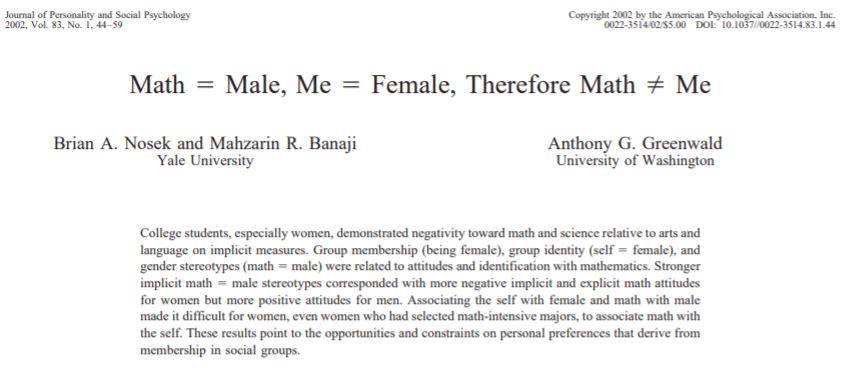 Journal of Personality and Social Psychology
2002, Vol. 83, No. 1, 44–59
Copyright 2002 by the American Psychological Association, Inc.
0022-3514/02/$5.00 DOI: 10.1037//0022-3514.83.1.44
Math = Male, Me = Female, Therefore Math ≠ Me
Brian A. Nosek and Mahzarin R. Banaji
Yale University
Anthony G. Greenwald
University of Washington
College students, especially women, demonstrated negativity toward math and science relative to arts and
language on implicit measures. Group membership (being female), group identity (self = female), and
gender stereotypes (math = male) were related to attitudes and identification with mathematics. Stronger
implicit math = male stereotypes corresponded with more negative implicit and explicit math attitudes
for women but more positive attitudes for men. Associating the self with female and math with male
made it difficult for women, even women who had selected math-intensive majors, to associate math with
the self. These results point to the opportunities and constraints on personal preferences that derive from
membership in social groups.